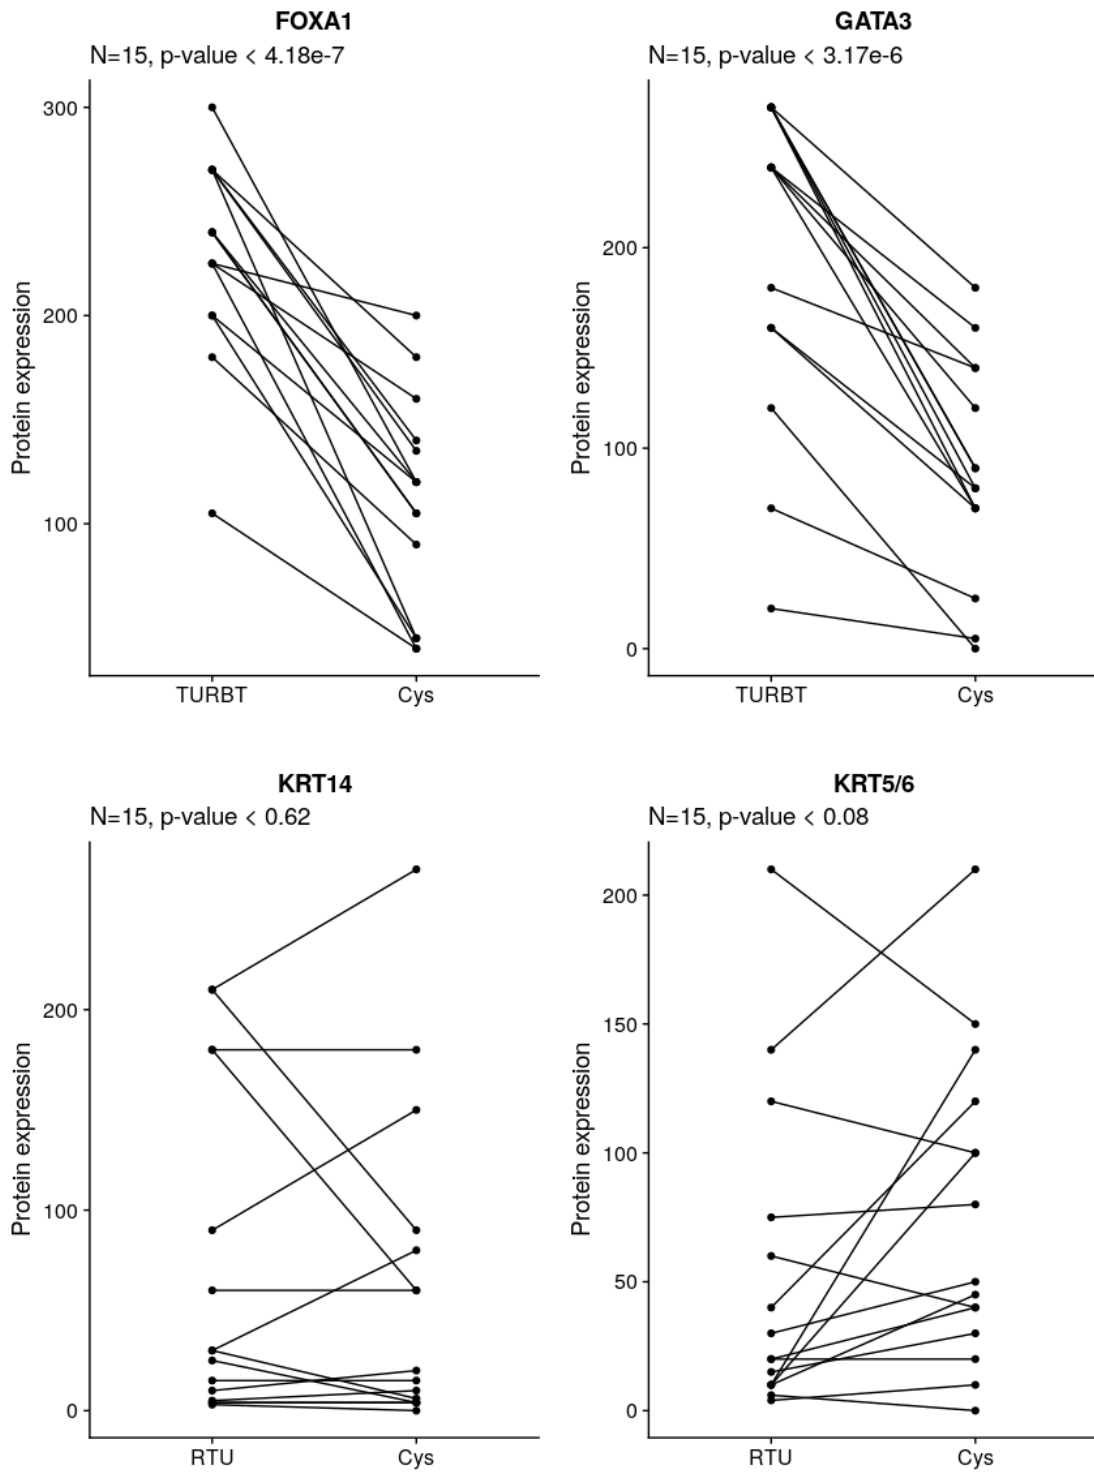 FOXA1
N=15, p-value < 4.18e-7
300
200
100
Protein expression
TURBT
Cys
GATA3
N=15, p-value < 3.17e-6
200
100
0
Protein expression
TURBT
Cys
KRT14
N=15, p-value < 0.62
200
100
0
Protein expression
RTU
Cys
KRT5/6
N=15, p-value < 0.08
200
150
100
50
0
Protein expression
RTU
Cys